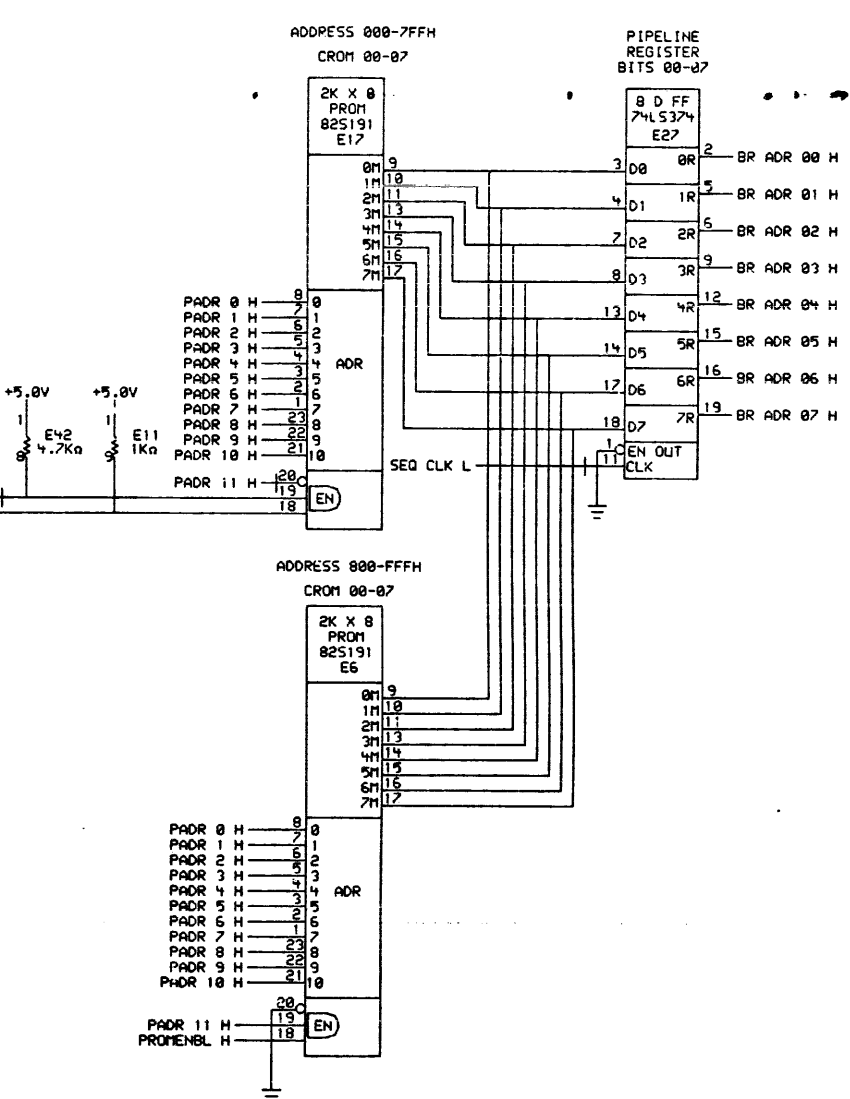 ADDRESS 000-7FFH
CROM 00-07
2K X 8
PROM
82S191
E17
0M 9
1M 10
2M 11
3M 13
4M 14
5M 15
6M 16
7M 17
PADR 0 H 8 0
PADR 1 H 7 1
PADR 2 H 6 2
PADR 3 H 5 3
PADR 4 H 4 4
PADR 5 H 3 5
PADR 6 H 2 6
PADR 7 H 1 7
PADR 8 H 23 8
PADR 9 H 22 9
PADR 10 H 21 10
ADR
PADR 11 H 20
19
18
EN
+5.0V
1
E42
4.7KΩ
8
+5.0V
1
E11
1KΩ
9
PIPELINE
REGISTER
BITS 00-07
8 D FF
74LS374
E27
3 D0 0R 2 BR ADR 00 H
4 D1 1R 5 BR ADR 01 H
7 D2 2R 6 BR ADR 02 H
8 D3 3R 9 BR ADR 03 H
13 D4 4R 12 BR ADR 04 H
14 D5 5R 15 BR ADR 05 H
17 D6 6R 16 BR ADR 06 H
18 D7 7R 19 BR ADR 07 H
1 EN OUT
SEQ CLK L 11 CLK
ADDRESS 800-FFFH
CROM 00-07
2K X 8
PROM
82S191
E6
0M 9
1M 10
2M 11
3M 13
4M 14
5M 15
6M 16
7M 17
PADR 0 H 8 0
PADR 1 H 7 1
PADR 2 H 6 2
PADR 3 H 5 3
PADR 4 H 4 4
PADR 5 H 3 5
PADR 6 H 2 6
PADR 7 H 1 7
PADR 8 H 23 8
PADR 9 H 22 9
PADR 10 H 21 10
ADR
20
PADR 11 H 19
PROMENBL H 18
EN